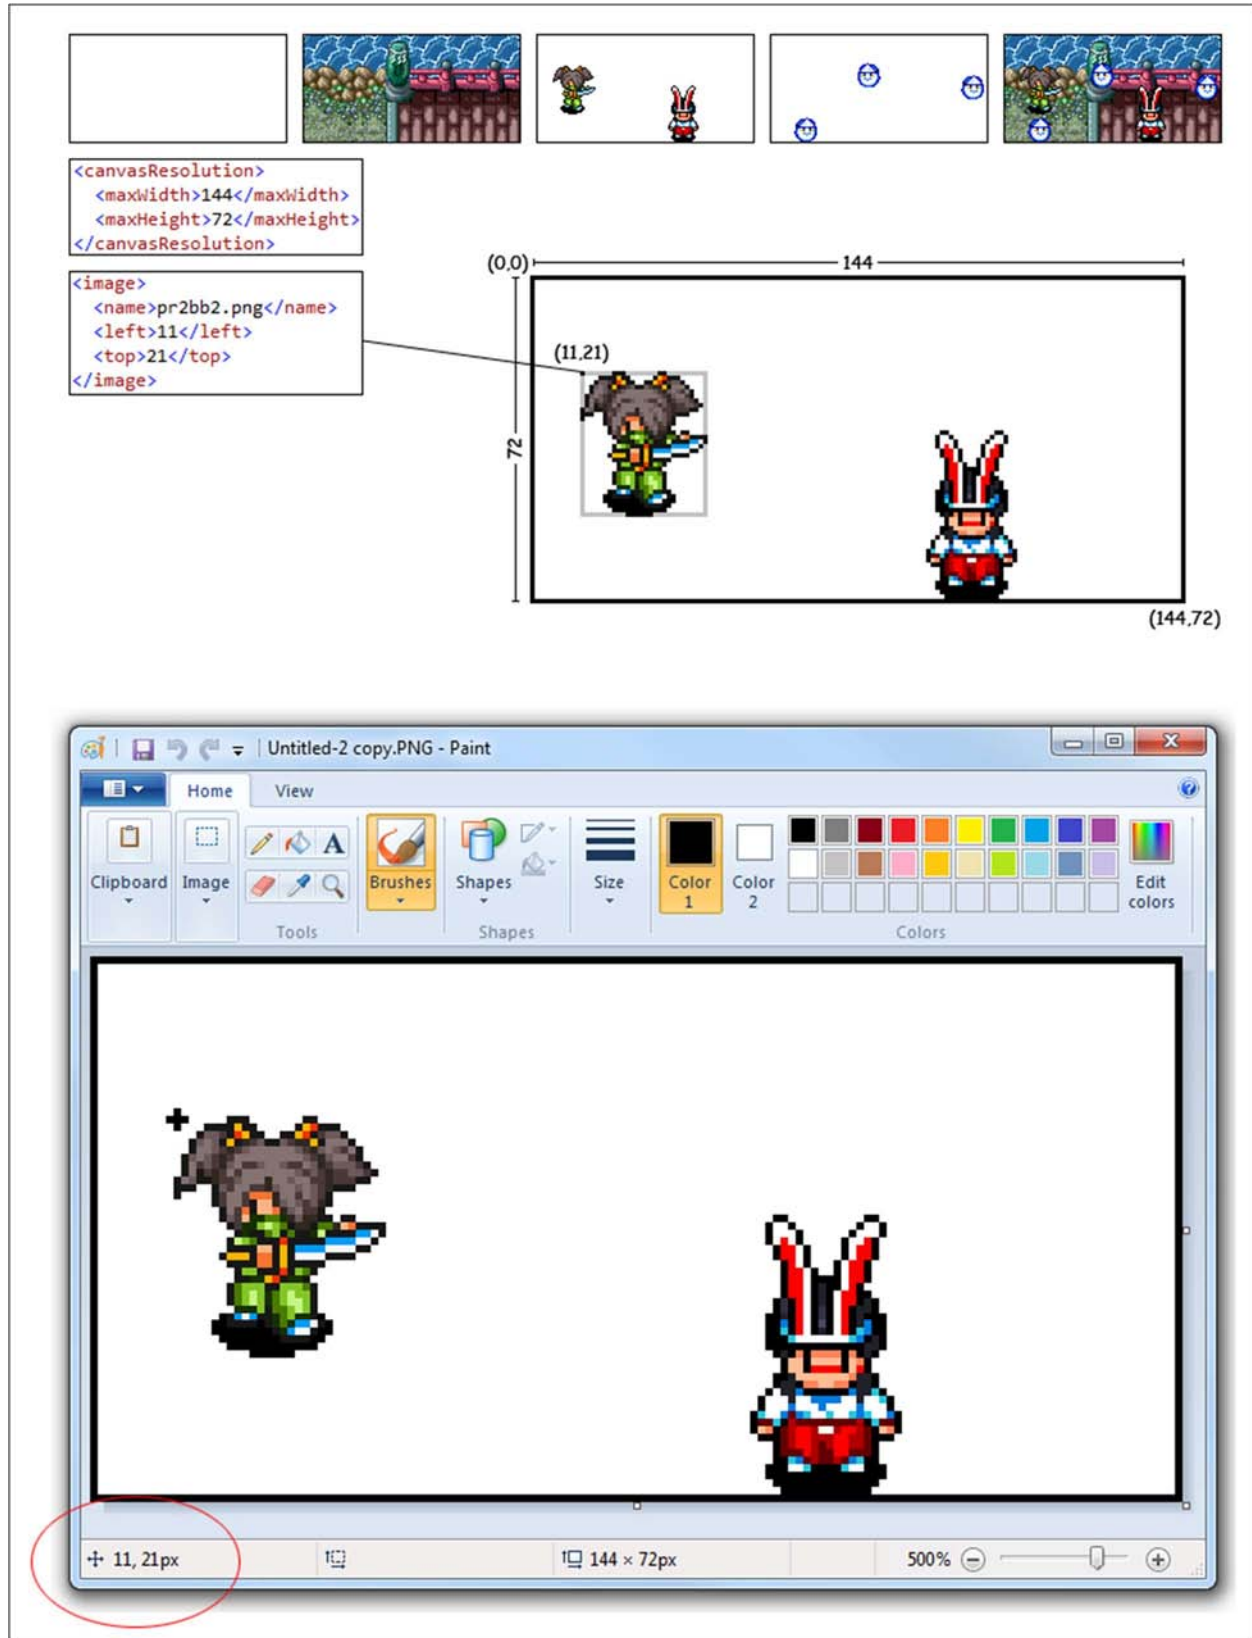 <canvasResolution>
<maxWidth>144</maxWidth>
<maxHeight>72</maxHeight>
</canvasResolution>
<image>
<name>pr2bb2.png</name>
<left>11</left>
<top>21</top>
</image>
(0,0)
144
(11,21)
72
(144,72)
Untitled-2 copy.PNG - Paint
Home View
Clipboard Image Brushes Shapes Size Color 1 Color 2 Edit colors
Tools Shapes Colors
11, 21px 144 × 72px 500%